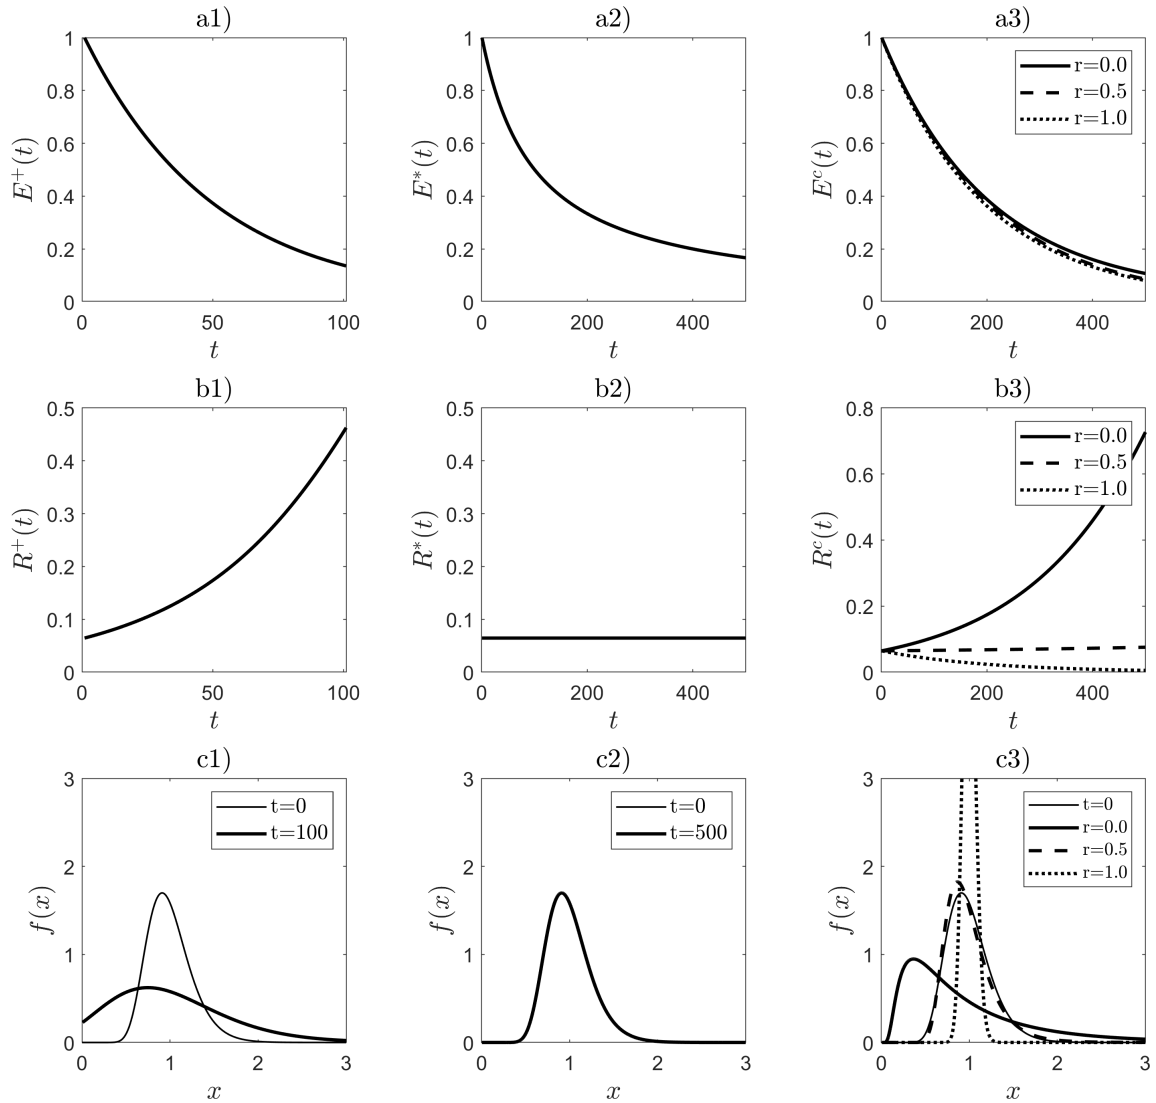 a1)
E⁺(t)
1
0.8
0.6
0.4
0.2
0
0 50 100
t
a2)
E*(t)
1
0.8
0.6
0.4
0.2
0
0 200 400
t
a3)
Eᶜ(t)
1
0.8
0.6
0.4
0.2
0
0 200 400
t
r=0.0
r=0.5
r=1.0
b1)
R⁺(t)
0.5
0.4
0.3
0.2
0.1
0
0 50 100
t
b2)
R*(t)
0.5
0.4
0.3
0.2
0.1
0
0 200 400
t
b3)
Rᶜ(t)
0.8
0.6
0.4
0.2
0
0 200 400
t
r=0.0
r=0.5
r=1.0
c1)
f(x)
3
2
1
0
0 1 2 3
x
t=0
t=100
c2)
f(x)
3
2
1
0
0 1 2 3
x
t=0
t=500
c3)
f(x)
3
2
1
0
0 1 2 3
x
t=0
r=0.0
r=0.5
r=1.0